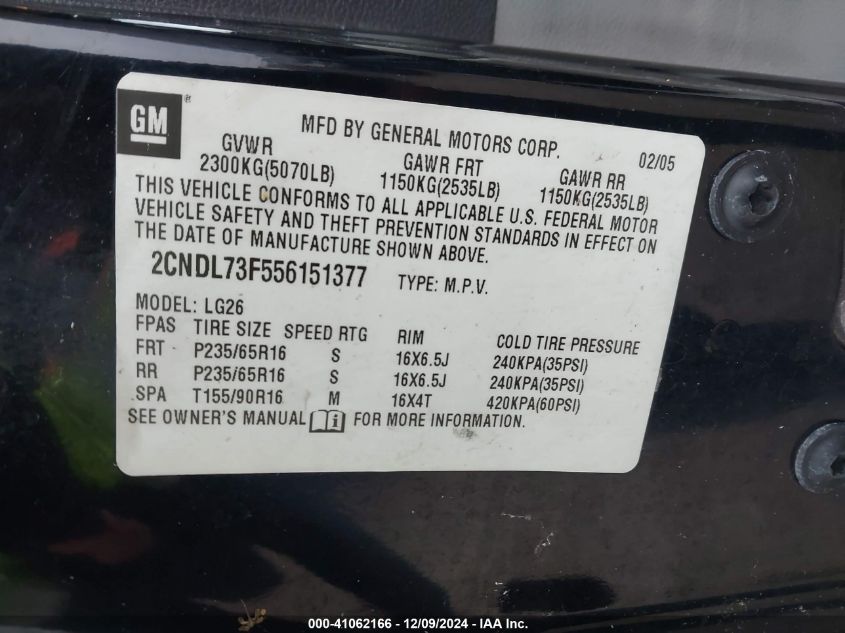 GM ®
MFD BY GENERAL MOTORS CORP. 02/05
GVWR GAWR FRT GAWR RR
2300KG(5070LB) 1150KG(2535LB) 1150KG(2535LB)
THIS VEHICLE CONFORMS TO ALL APPLICABLE U.S. FEDERAL MOTOR
VEHICLE SAFETY AND THEFT PREVENTION STANDARDS IN EFFECT ON
THE DATE OF MANUFACTURE SHOWN ABOVE.
2CNDL73F556151377 TYPE: M.P.V.
MODEL: LG26
FPAS TIRE SIZE SPEED RTG RIM COLD TIRE PRESSURE
FRT P235/65R16 S 16X6.5J 240KPA(35PSI)
RR P235/65R16 S 16X6.5J 240KPA(35PSI)
SPA T155/90R16 M 16X4T 420KPA(60PSI)
SEE OWNER'S MANUAL i FOR MORE INFORMATION.
000-41062166 - 12/09/2024 - IAA Inc.